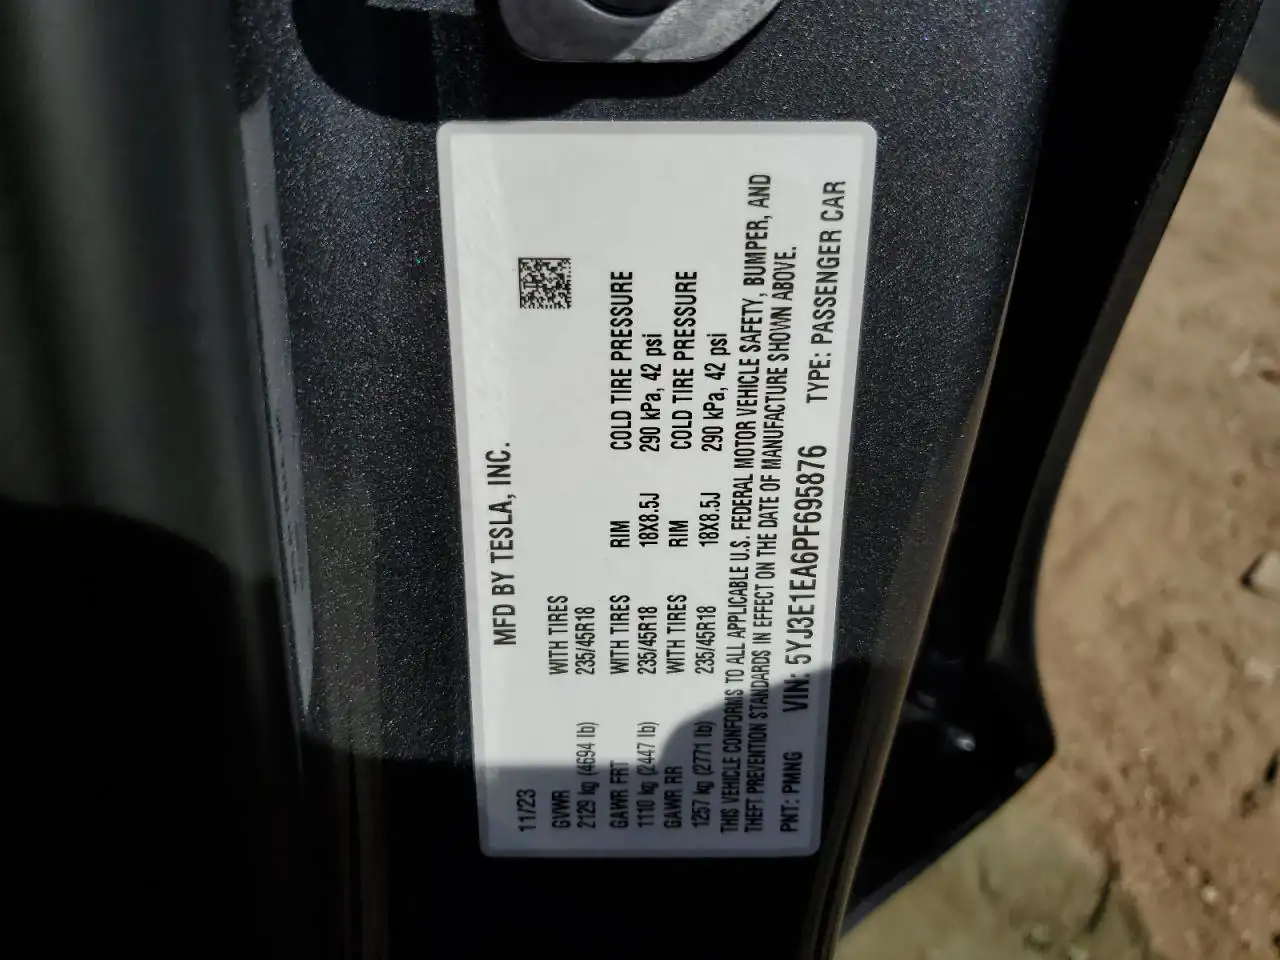 MFD BY TESLA, INC.
11/23
GVWR WITH TIRES
2129 kg (4694 lb) 235/45R18
GAWR FRT WITH TIRES RIM COLD TIRE PRESSURE
1110 kg (2447 lb) 235/45R18 18X8.5J 290 kPa, 42 psi
GAWR RR WITH TIRES RIM COLD TIRE PRESSURE
1257 kg (2771 lb) 235/45R18 18X8.5J 290 kPa, 42 psi
THIS VEHICLE CONFORMS TO ALL APPLICABLE U.S. FEDERAL MOTOR VEHICLE SAFETY, BUMPER, AND
THEFT PREVENTION STANDARDS IN EFFECT ON THE DATE OF MANUFACTURE SHOWN ABOVE.
PNT: PMNG VIN: 5YJ3E1EA6PF695876 TYPE: PASSENGER CAR